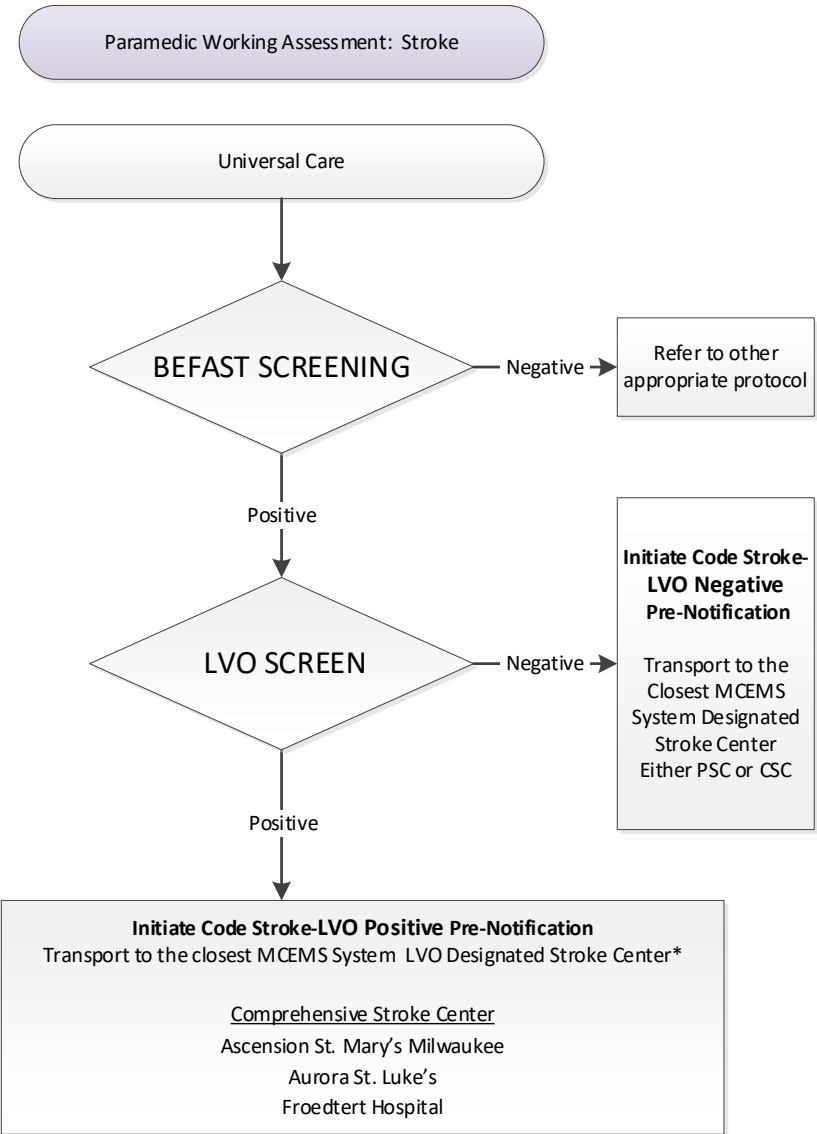 Paramedic Working Assessment: Stroke
Universal Care
BEFAST SCREENING
Negative
Refer to other
appropriate protocol
Positive
LVO SCREEN
Negative
Initiate Code Stroke-
LVO Negative
Pre-Notification
Transport to the
Closest MCEMS
System Designated
Stroke Center
Either PSC or CSC
Positive
Initiate Code Stroke-LVO Positive Pre-Notification
Transport to the closest MCEMS System LVO Designated Stroke Center*
Comprehensive Stroke Center
Ascension St. Mary's Milwaukee
Aurora St. Luke's
Froedtert Hospital